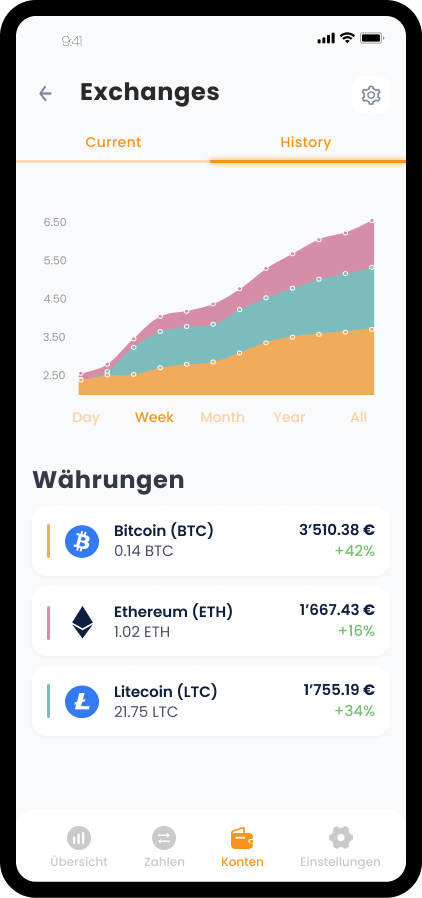 9:41
Exchanges
Current History
6.50
5.50
4.50
3.50
2.50
Day Week Month Year All
Währungen
Bitcoin (BTC) 3’510.38 €
0.14 BTC +42%
Ethereum (ETH) 1’667.43 €
1.02 ETH +16%
Litecoin (LTC) 1’755.19 €
21.75 LTC +34%
Übersicht Zahlen Konten Einstellungen